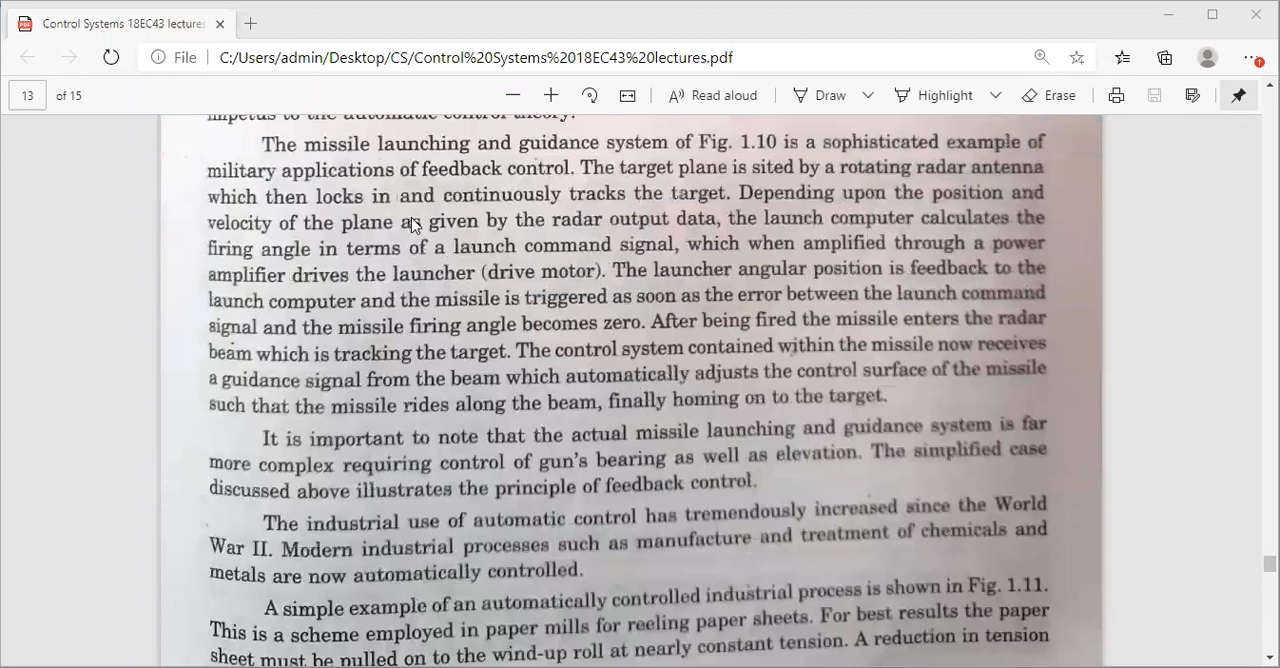 Control Systems 18EC43 lecture
File C:/Users/admin/Desktop/CS/Control%20Systems%2018EC43%20lectures.pdf
13 of 15 Read aloud Draw Highlight Erase
impetus to the automatic control theory.
The missile launching and guidance system of Fig. 1.10 is a sophisticated example of
military applications of feedback control. The target plane is sited by a rotating radar antenna
which then locks in and continuously tracks the target. Depending upon the position and
velocity of the plane as given by the radar output data, the launch computer calculates the
firing angle in terms of a launch command signal, which when amplified through a power
amplifier drives the launcher (drive motor). The launcher angular position is feedback to the
launch computer and the missile is triggered as soon as the error between the launch command
signal and the missile firing angle becomes zero. After being fired the missile enters the radar
beam which is tracking the target. The control system contained within the missile now receives
a guidance signal from the beam which automatically adjusts the control surface of the missile
such that the missile rides along the beam, finally homing on to the target.
It is important to note that the actual missile launching and guidance system is far
more complex requiring control of gun's bearing as well as elevation. The simplified case
discussed above illustrates the principle of feedback control.
The industrial use of automatic control has tremendously increased since the World
War II. Modern industrial processes such as manufacture and treatment of chemicals and
metals are now automatically controlled.
A simple example of an automatically controlled industrial process is shown in Fig. 1.11.
This is a scheme employed in paper mills for reeling paper sheets. For best results the paper
sheet must be pulled on to the wind-up roll at nearly constant tension. A reduction in tension